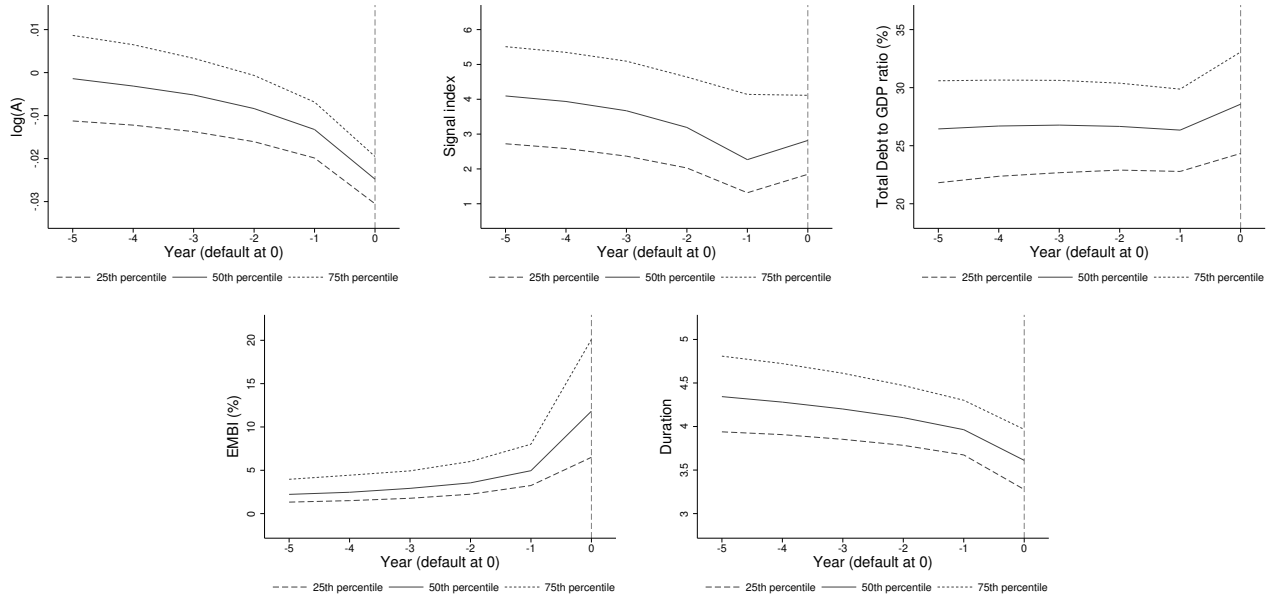 log(A)
.01
0
-.01
-.02
-.03
-5 -4 -3 -2 -1 0
Year (default at 0)
25th percentile 50th percentile 75th percentile
Signal index
6
5
4
3
2
1
-5 -4 -3 -2 -1 0
Year (default at 0)
25th percentile 50th percentile 75th percentile
Total Debt to GDP ratio (%)
35
30
25
20
-5 -4 -3 -2 -1 0
Year (default at 0)
25th percentile 50th percentile 75th percentile
EMBI (%)
20
15
10
5
0
-5 -4 -3 -2 -1 0
Year (default at 0)
25th percentile 50th percentile 75th percentile
Duration
5
4.5
4
3.5
3
-5 -4 -3 -2 -1 0
Year (default at 0)
25th percentile 50th percentile 75th percentile